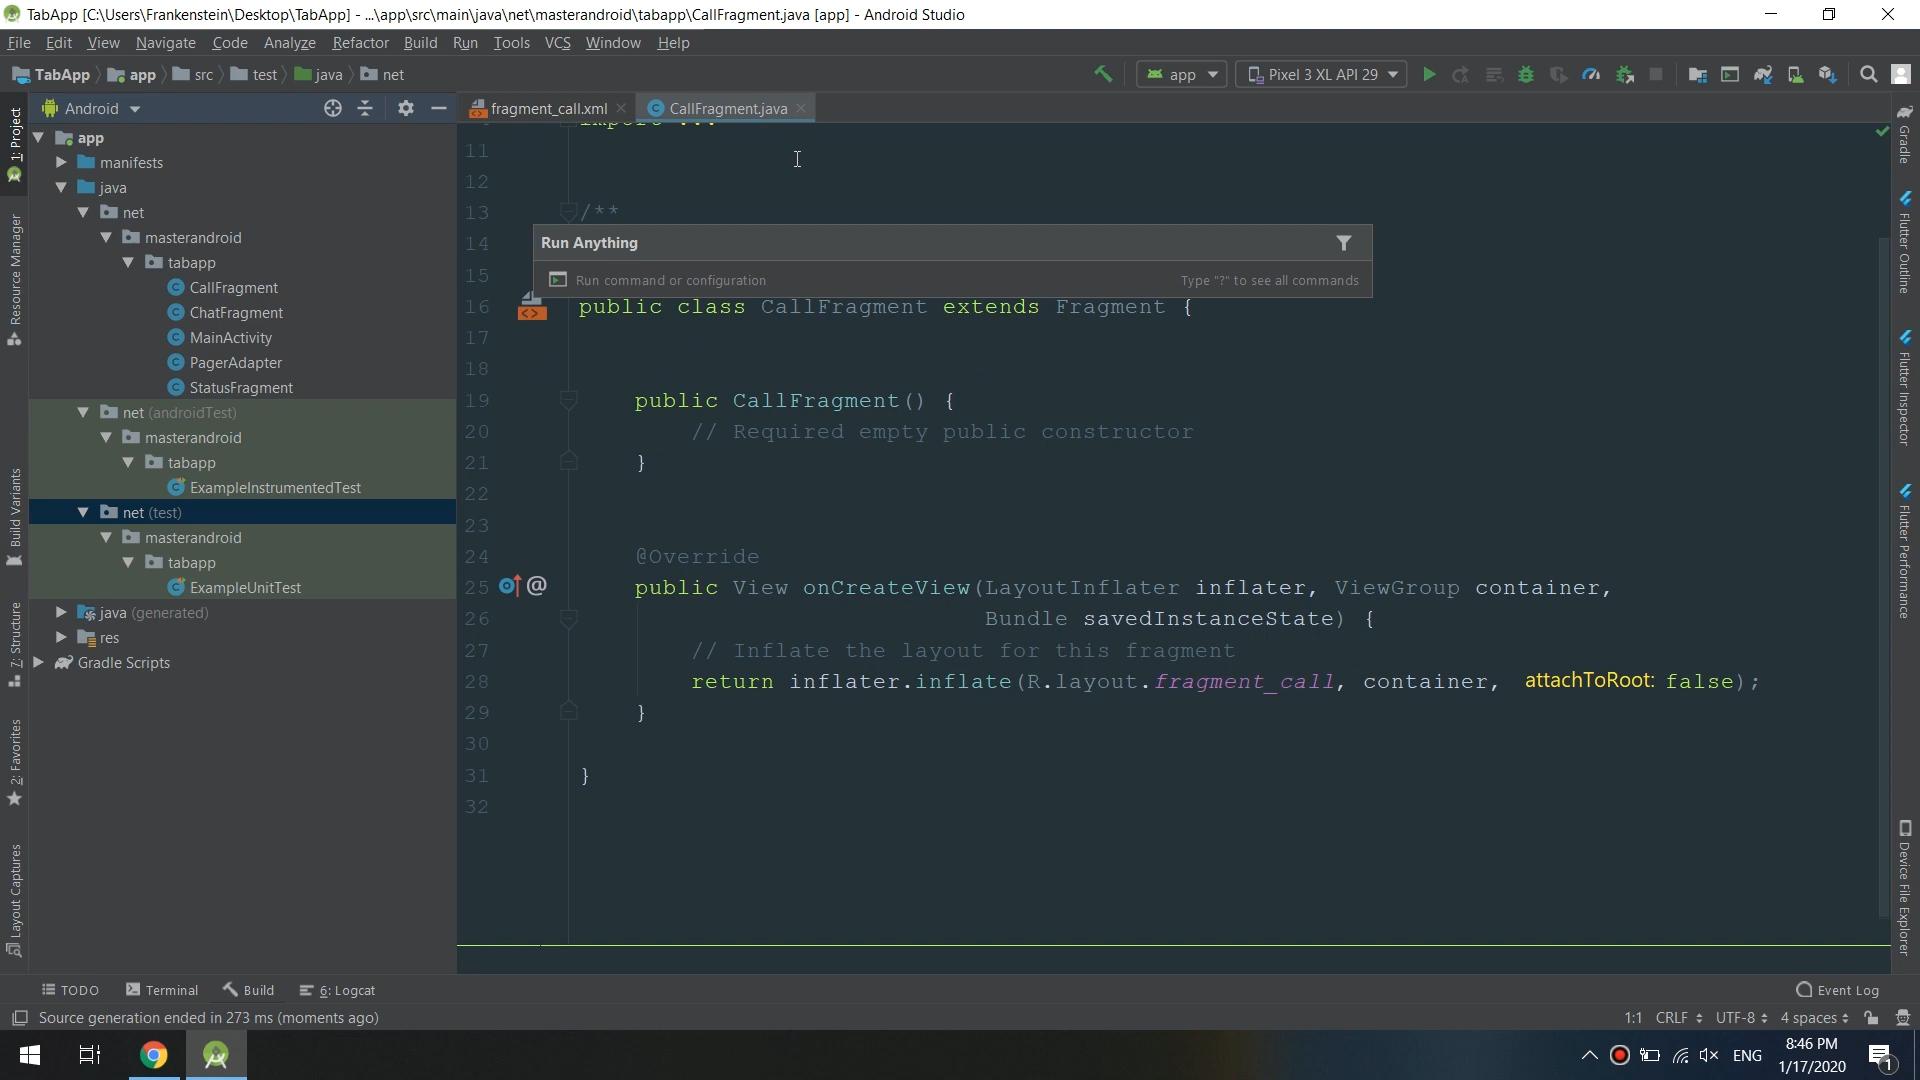 TabApp [C:\Users\Frankenstein\Desktop\TabApp] - ...\app\src\main\java\net\masterandroid\tabapp\CallFragment.java [app] - Android Studio
File Edit View Navigate Code Analyze Refactor Build Run Tools VCS Window Help
TabApp app src test java net
app Pixel 3 XL API 29
Android
fragment_call.xml
CallFragment.java
1: Project
Resource Manager
Build Variants
7: Structure
2: Favorites
Layout Captures
app
manifests
java
net
masterandroid
tabapp
CallFragment
ChatFragment
MainActivity
PagerAdapter
StatusFragment
net (androidTest)
masterandroid
tabapp
ExampleInstrumentedTest
net (test)
masterandroid
tabapp
ExampleUnitTest
java (generated)
res
Gradle Scripts
import ...
11
12
13 /**
14
15
Run Anything
Run command or configuration Type "?" to see all commands
16 public class CallFragment extends Fragment {
17
18
19 public CallFragment() {
20 // Required empty public constructor
21 }
22
23
24 @Override
25 public View onCreateView(LayoutInflater inflater, ViewGroup container,
26 Bundle savedInstanceState) {
27 // Inflate the layout for this fragment
28 return inflater.inflate(R.layout.fragment_call, container, attachToRoot: false);
29 }
30
31 }
32
Gradle
Flutter Outline
Flutter Inspector
Flutter Performance
Device File Explorer
TODO Terminal Build 6: Logcat Event Log
Source generation ended in 273 ms (moments ago) 1:1 CRLF UTF-8 4 spaces
ENG
8:46 PM
1/17/2020
1